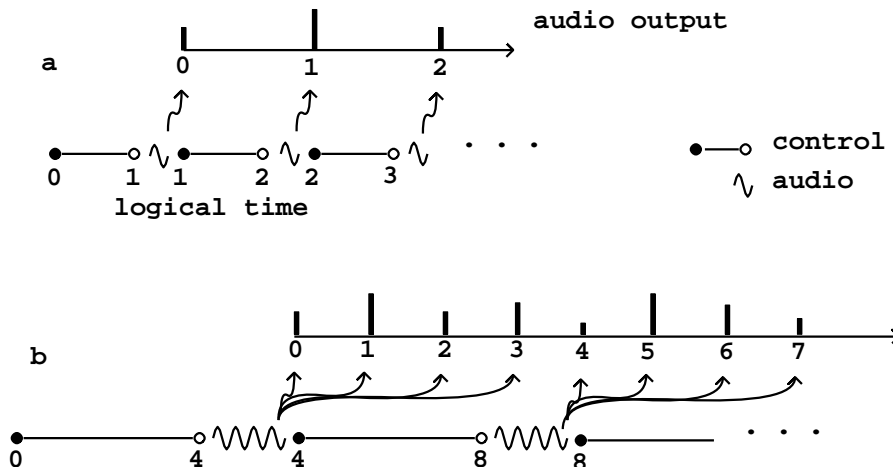 audio output
a
0 1 2
0 1 1 2 2 3 . . .
control
audio
logical time
b
0 1 2 3 4 5 6 7
0 4 4 8 8 . . .